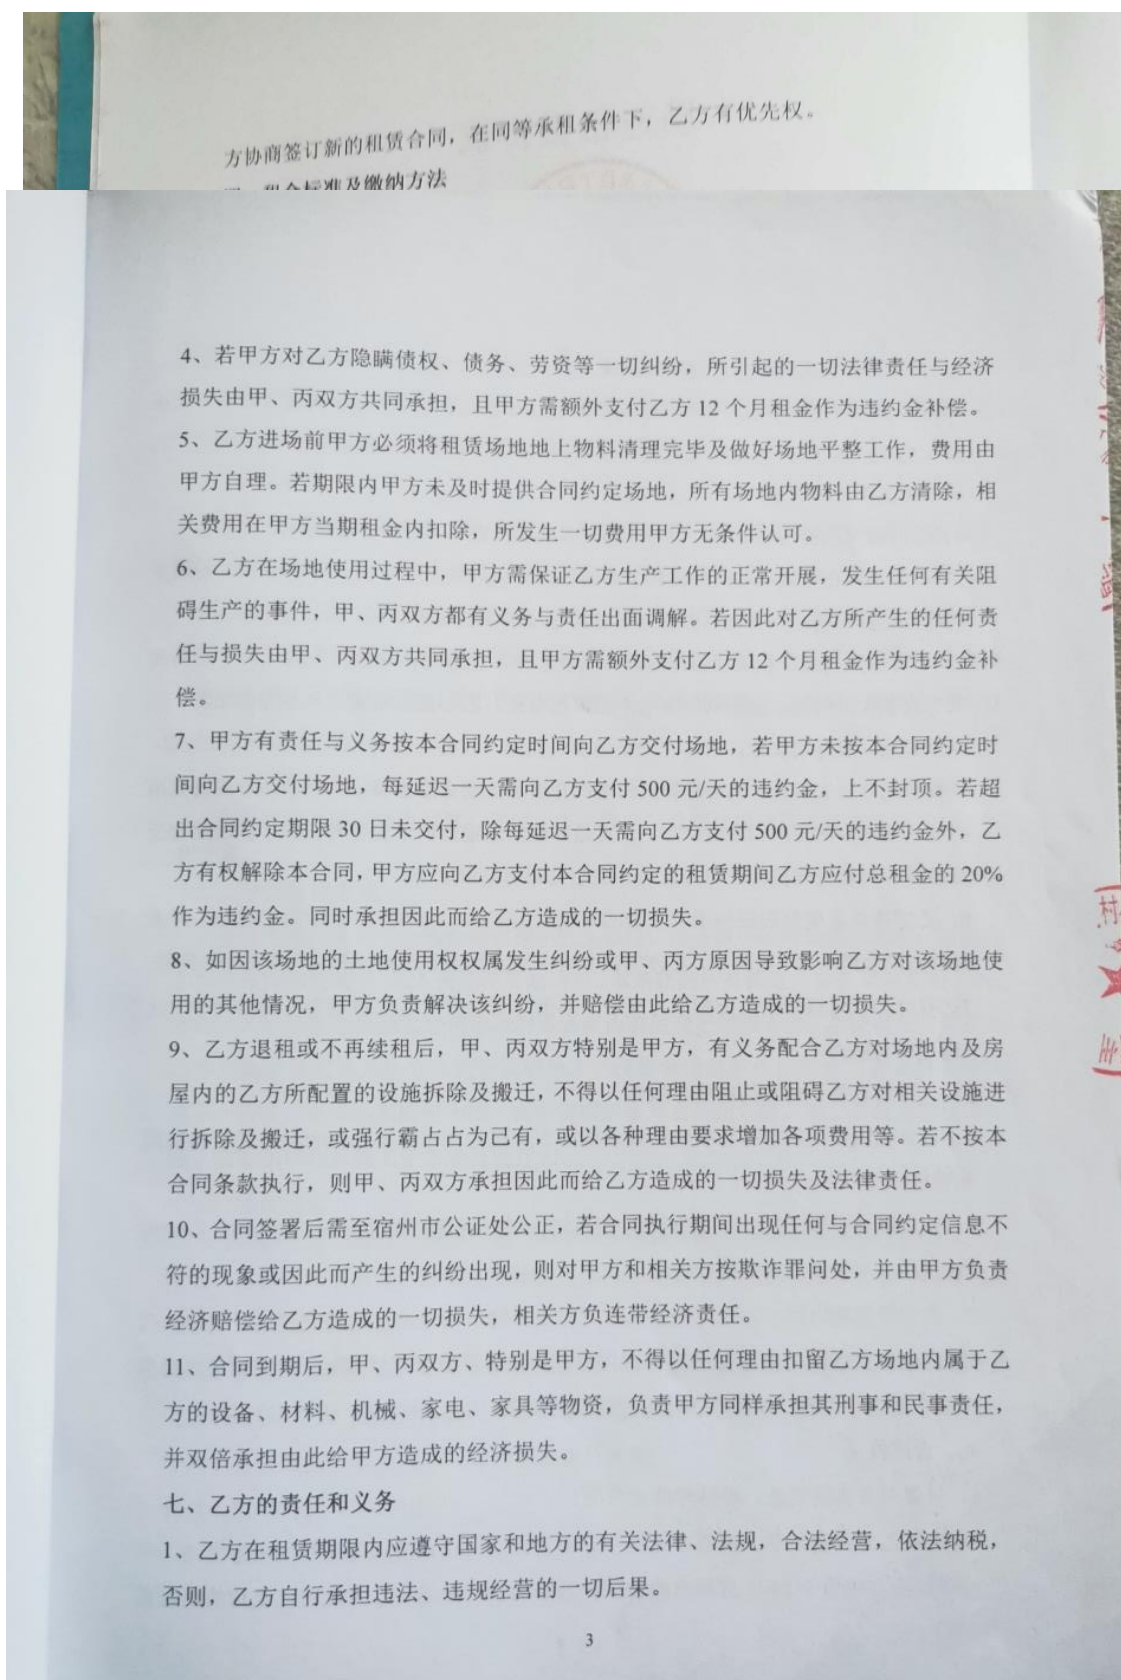 方协商签订新的租赁合同，在同等承租条件下，乙方有优先权。
租金标准及缴纳方法
4、若甲方对乙方隐瞒债权、债务、劳资等一切纠纷，所引起的一切法律责任与经济
损失由甲、丙双方共同承担，且甲方需额外支付乙方 12 个月租金作为违约金补偿。
5、乙方进场前甲方必须将租赁场地地上物料清理完毕及做好场地平整工作，费用由
甲方自理。若期限内甲方未及时提供合同约定场地，所有场地内物料由乙方清除，相
关费用在甲方当期租金内扣除，所发生一切费用甲方无条件认可。
6、乙方在场地使用过程中，甲方需保证乙方生产工作的正常开展，发生任何有关阻
碍生产的事件，甲、丙双方都有义务与责任出面调解。若因此对乙方所产生的任何责
任与损失由甲、丙双方共同承担，且甲方需额外支付乙方 12 个月租金作为违约金补
偿。
7、甲方有责任与义务按本合同约定时间向乙方交付场地，若甲方未按本合同约定时
间向乙方交付场地，每延迟一天需向乙方支付 500 元/天的违约金，上不封顶。若超
出合同约定期限 30 日未交付，除每延迟一天需向乙方支付 500 元/天的违约金外，乙
方有权解除本合同，甲方应向乙方支付本合同约定的租赁期间乙方应付总租金的 20%
作为违约金。同时承担因此而给乙方造成的一切损失。
8、如因该场地的土地使用权权属发生纠纷或甲、丙方原因导致影响乙方对该场地使
用的其他情况，甲方负责解决该纠纷，并赔偿由此给乙方造成的一切损失。
9、乙方退租或不再续租后，甲、丙双方特别是甲方，有义务配合乙方对场地内及房
屋内的乙方所配置的设施拆除及搬迁，不得以任何理由阻止或阻碍乙方对相关设施进
行拆除及搬迁，或强行霸占占为己有，或以各种理由要求增加各项费用等。若不按本
合同条款执行，则甲、丙双方承担因此而给乙方造成的一切损失及法律责任。
10、合同签署后需至宿州市公证处公正，若合同执行期间出现任何与合同约定信息不
符的现象或因此而产生的纠纷出现，则对甲方和相关方按欺诈罪问处，并由甲方负责
经济赔偿给乙方造成的一切损失，相关方负连带经济责任。
11、合同到期后，甲、丙双方、特别是甲方，不得以任何理由扣留乙方场地内属于乙
方的设备、材料、机械、家电、家具等物资，负责甲方同样承担其刑事和民事责任，
并双倍承担由此给甲方造成的经济损失。
七、乙方的责任和义务
1、乙方在租赁期限内应遵守国家和地方的有关法律、法规，合法经营，依法纳税，
否则，乙方自行承担违法、违规经营的一切后果。
3
村